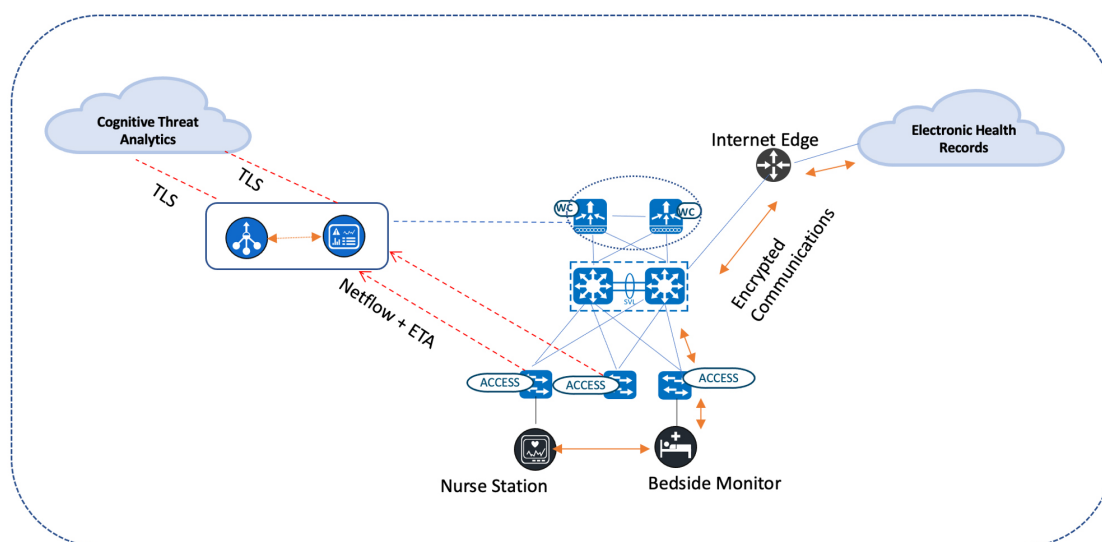 Cognitive Threat
Analytics
Electronic Health
Records
Internet Edge
TLS
TLS
WC
WC
SVL
Encrypted
Communications
Netflow + ETA
ACCESS
ACCESS
ACCESS
Nurse Station
Bedside Monitor